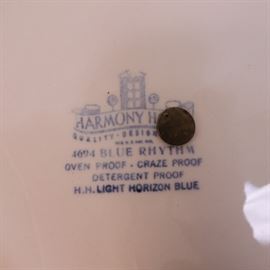 HARMONY H
QUALITY - DESIGN
4694 BLUE RHYTHM
OVEN PROOF - CRAZE PROOF
DETERGENT PROOF
H.H. LIGHT HORIZON BLUE